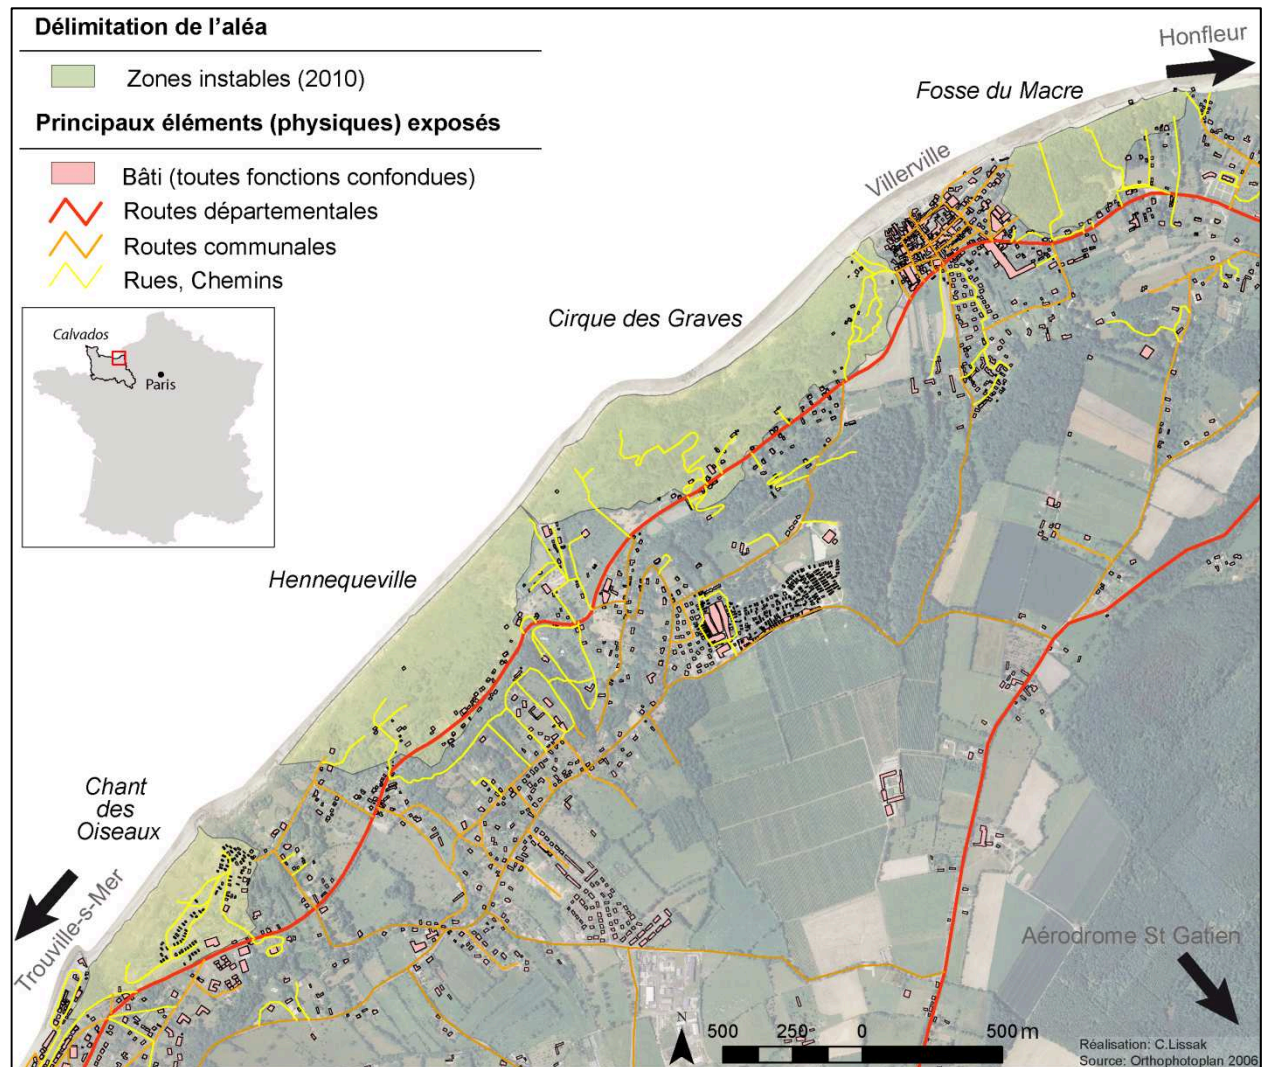 Délimitation de l'aléa
Zones instables (2010)
Principaux éléments (physiques) exposés
Bâti (toutes fonctions confondues)
Routes départementales
Routes communales
Rues, Chemins
Calvados
Paris
Honfleur
Fosse du Macre
Villerville
Cirque des Graves
Hennequeville
Chant
des
Oiseaux
Trouville-s-Mer
Aérodrome St Gatien
N
500 250 0 500 m
Réalisation: C.Lissak
Source: Orthophotoplan 2006